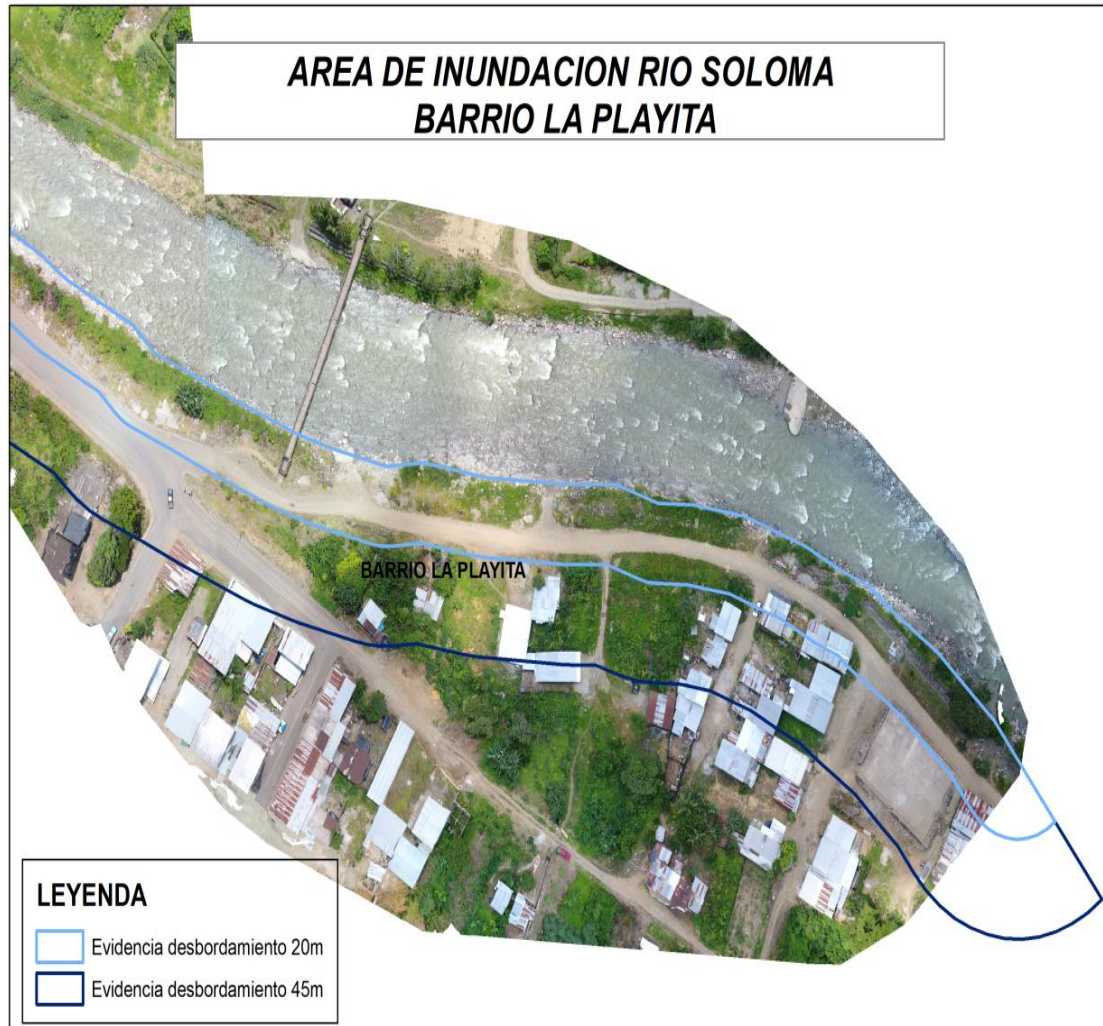 AREA DE INUNDACION RIO SOLOMA
BARRIO LA PLAYITA
BARRIO LA PLAYITA
LEYENDA
Evidencia desbordamiento 20m
Evidencia desbordamiento 45m